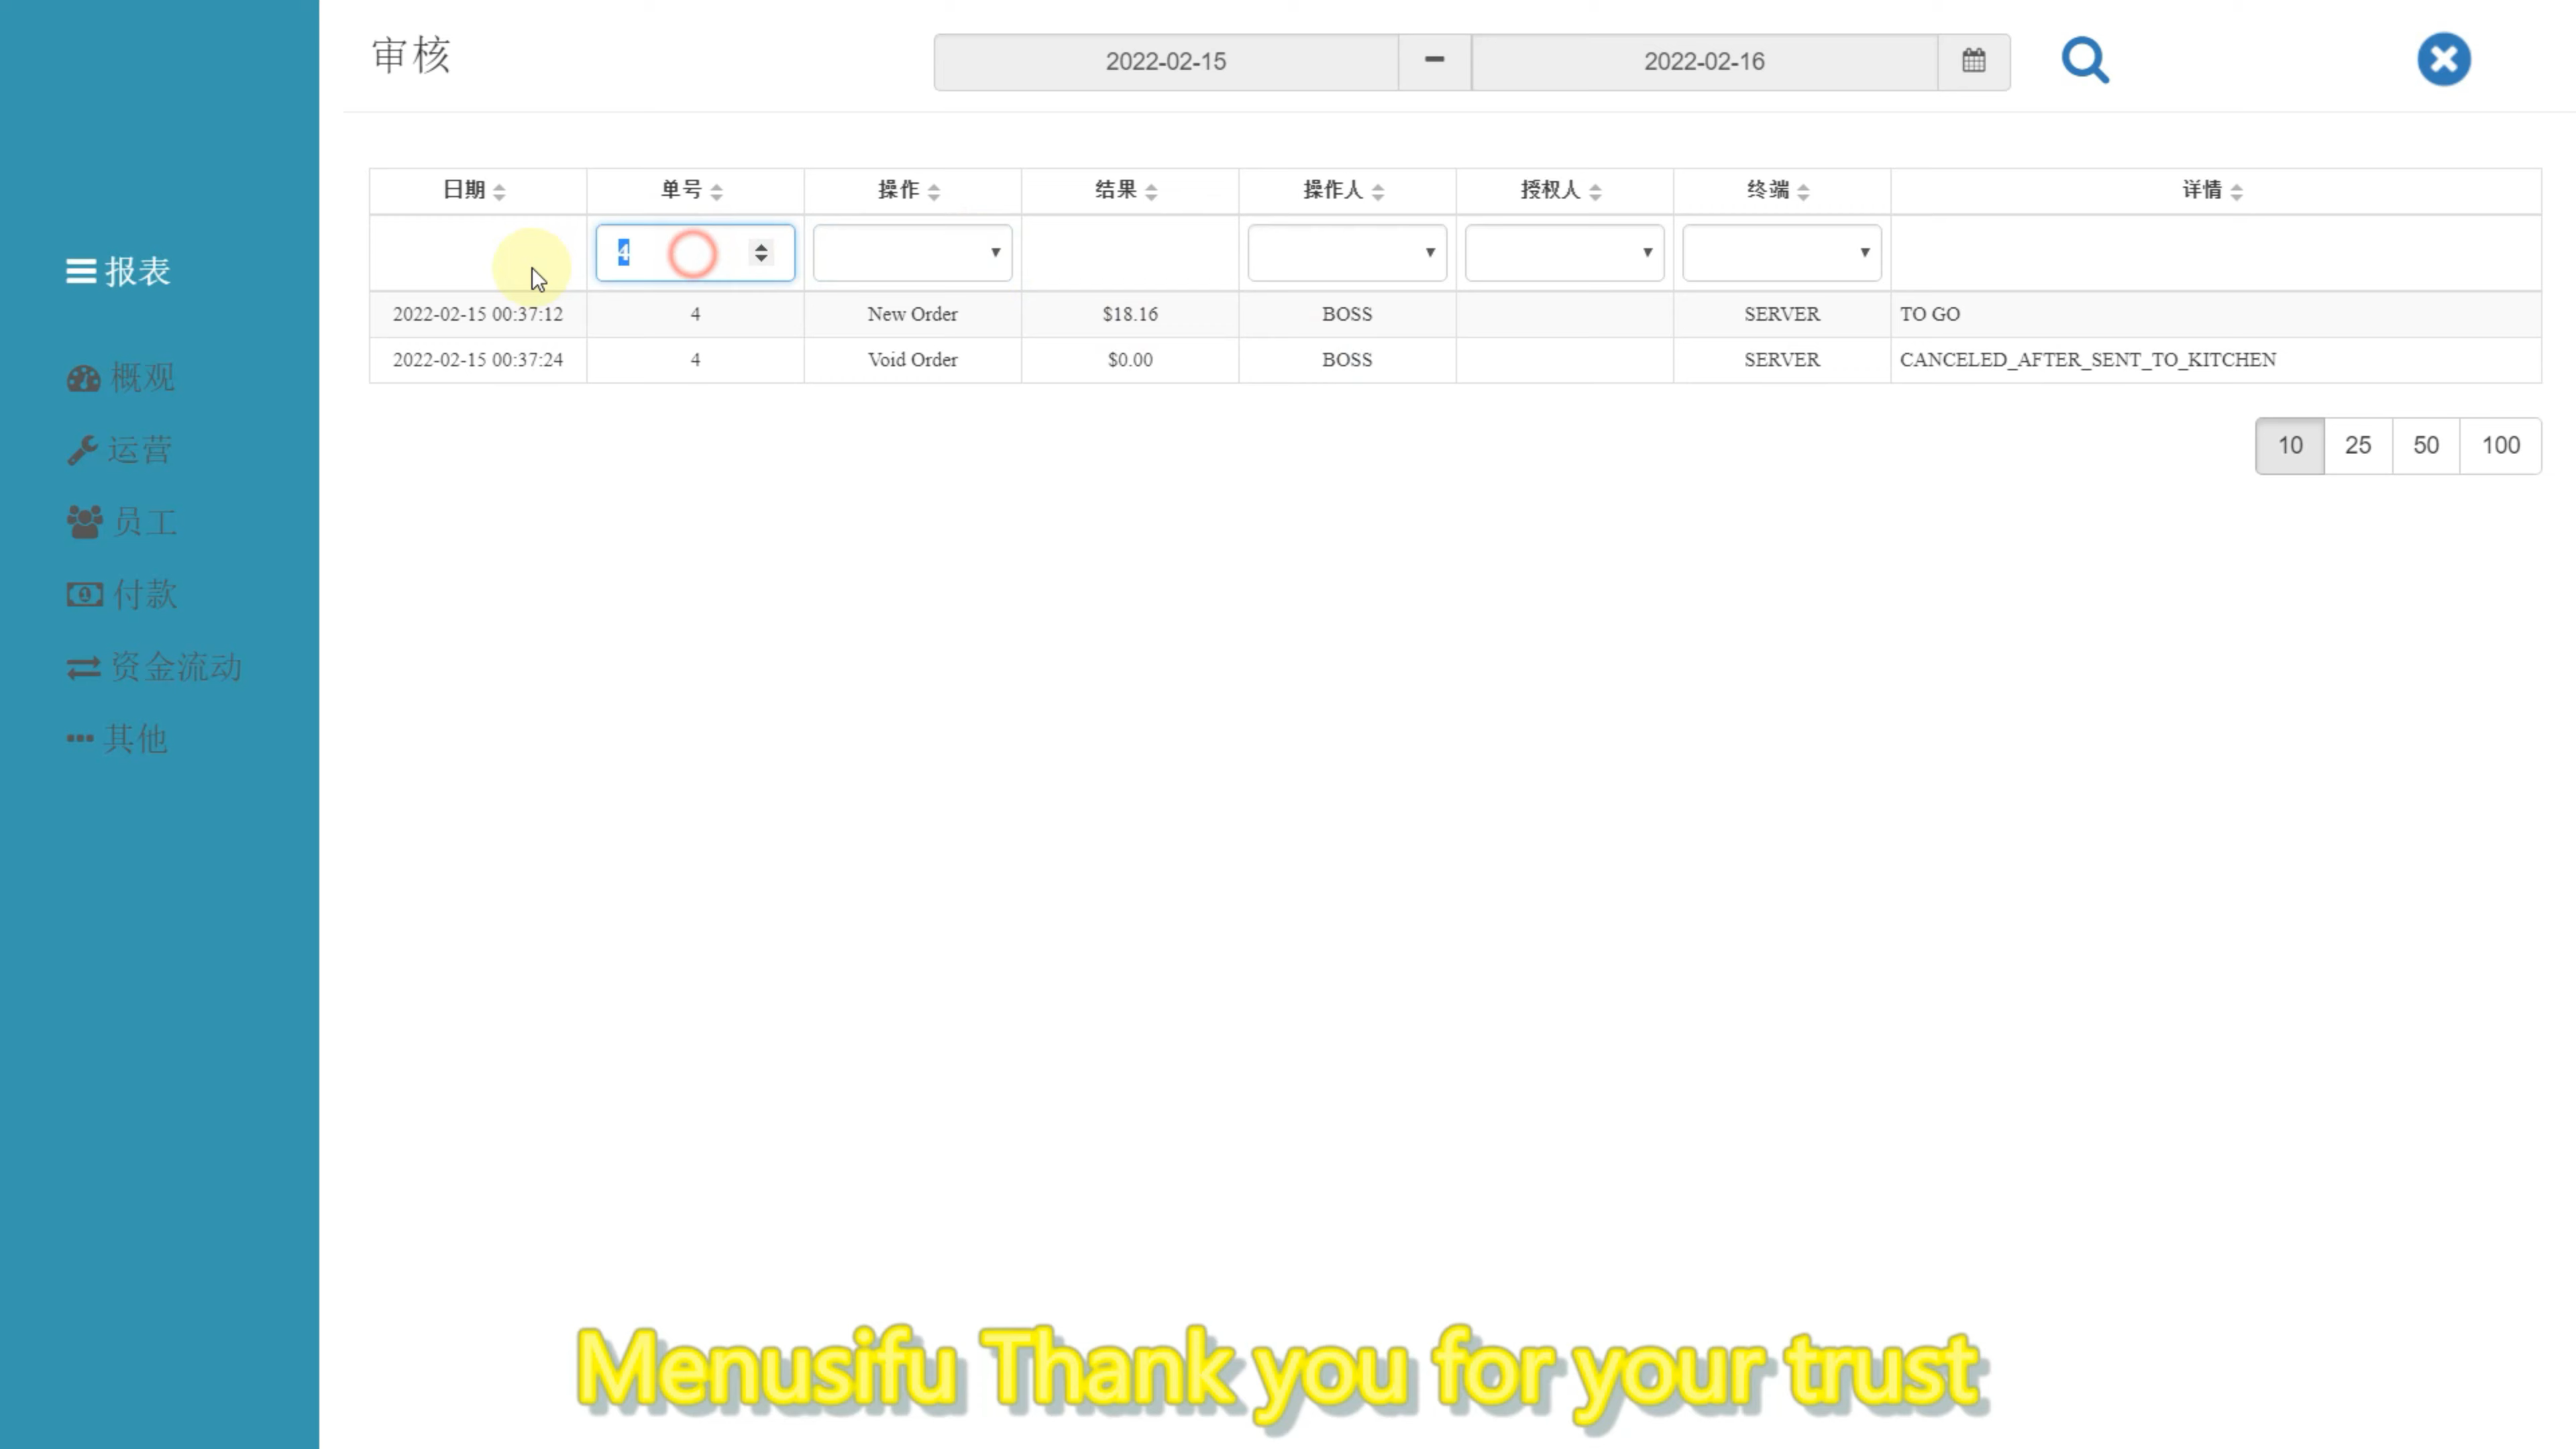 审核
2022-02-15
2022-02-16
日期 单号 操作 结果 操作人 授权人 终端 详情
4
2022-02-15 00:37:12 4 New Order $18.16 BOSS SERVER TO GO
2022-02-15 00:37:24 4 Void Order $0.00 BOSS SERVER CANCELED_AFTER_SENT_TO_KITCHEN
10 25 50 100
报表
概观
运营
员工
付款
资金流动
其他
Menusifu Thank you for your trust